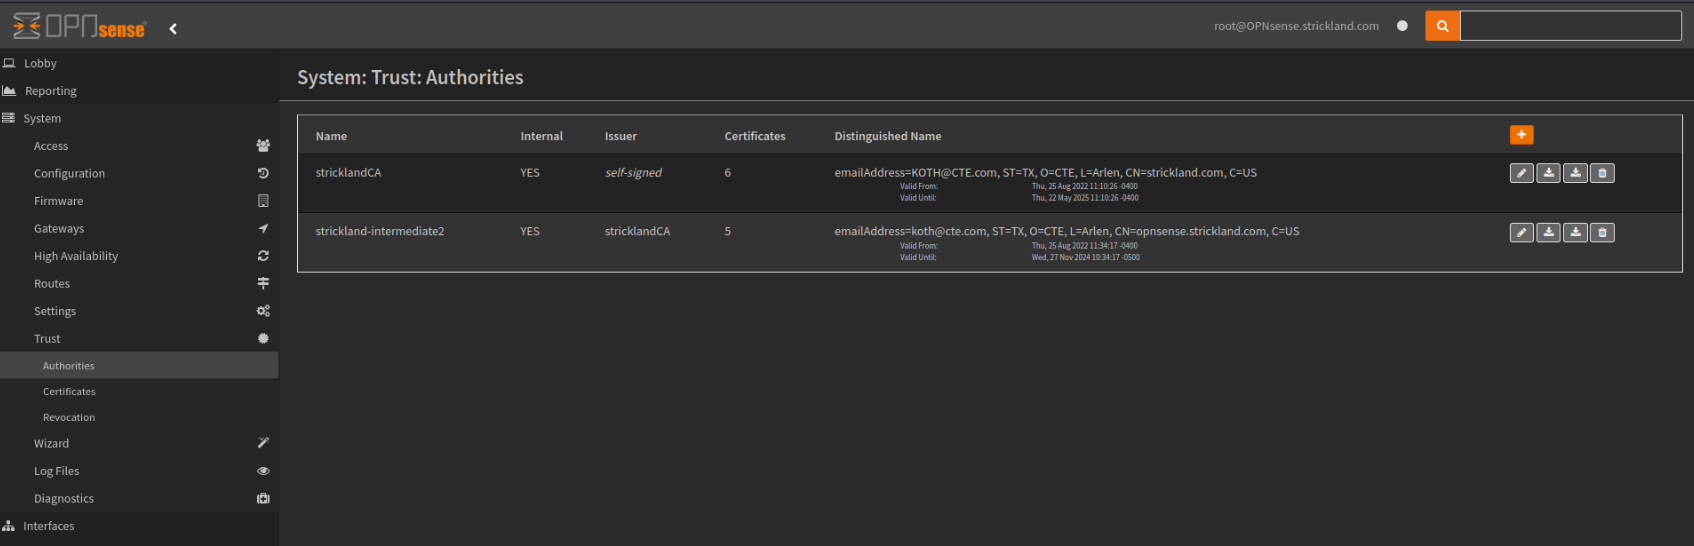 OPNsense
root@OPNsense.strickland.com
Lobby
Reporting
System
Access
Configuration
Firmware
Gateways
High Availability
Routes
Settings
Trust
Authorities
Certificates
Revocation
Wizard
Log Files
Diagnostics
Interfaces
System: Trust: Authorities
Name Internal Issuer Certificates Distinguished Name
stricklandCA YES self-signed 6 emailAddress=KOTH@CTE.com, ST=TX, O=CTE, L=Arlen, CN=strickland.com, C=US
Valid From: Thu, 25 Aug 2022 11:10:26 -0400
Valid Until: Thu, 22 May 2025 11:10:26 -0400
strickland-intermediate2 YES stricklandCA 5 emailAddress=koth@cte.com, ST=TX, O=CTE, L=Arlen, CN=opnsense.strickland.com, C=US
Valid From: Thu, 25 Aug 2022 11:34:17 -0400
Valid Until: Wed, 27 Nov 2024 10:34:17 -0500